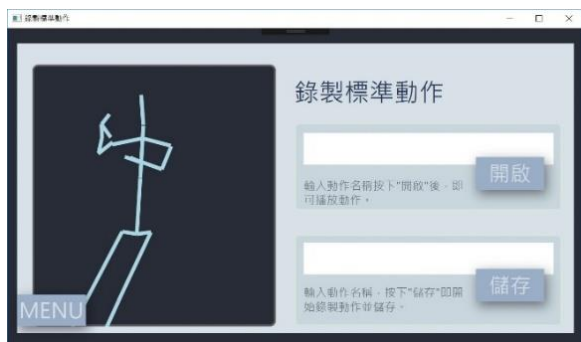 錄製標準動作
錄製標準動作
輸入動作名稱按下"開啟"後，即
可播放動作。
開啟
輸入動作名稱，按下"儲存"即開
始錄製動作並儲存。
儲存
MENU